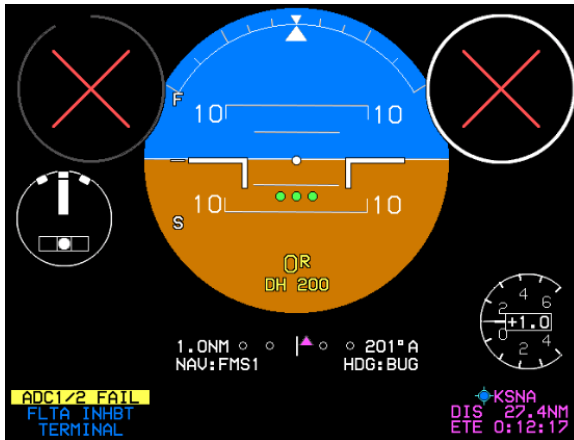 F
10 10
10 10
S
0R
DH 200
4 6
2
+1.0
0
2 4
1.0NM 201°A
NAV:FMS1 HDG:BUG
ADC1/2 FAIL
FLTA INHBT
TERMINAL
KSNA
DIS 27.4NM
ETE 0:12:17